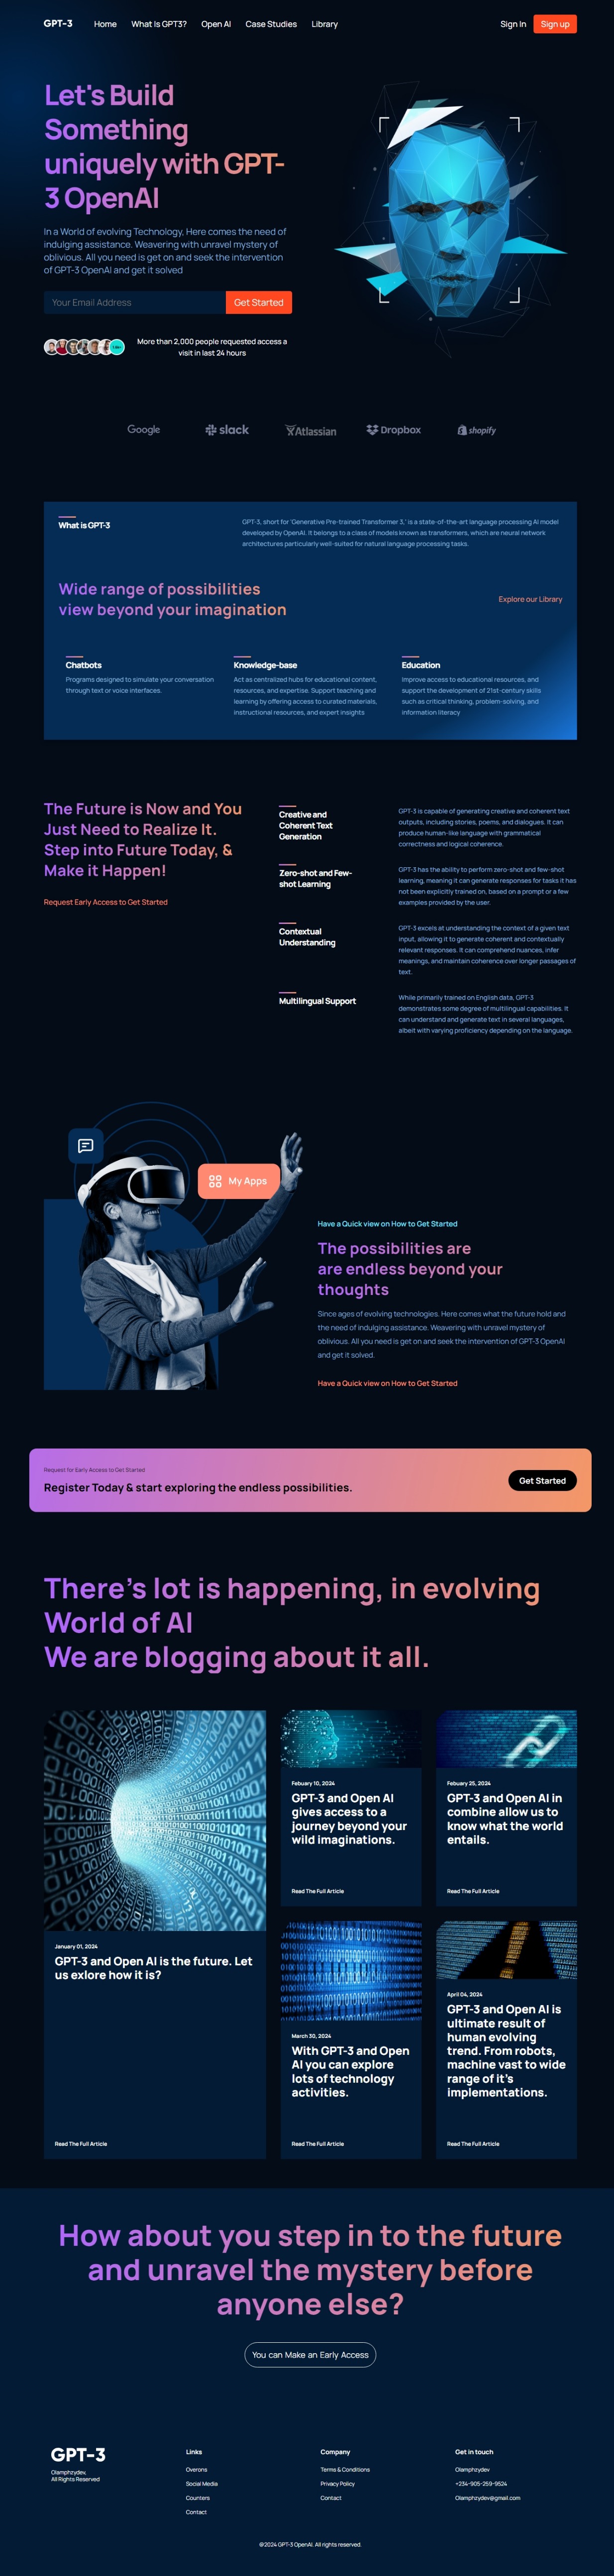 GPT-3
Home
What is GPT3?
Open AI
Case Studies
Library
Sign In
Sign up
Let's Build
Something
uniquely with GPT-
3 OpenAI
In a World of evolving Technology, Here comes the need of
indulging assistance. Weavering with unravel mystery of
oblivious. All you need is get on and seek the intervention
of GPT-3 OpenAI and get it solved
Your Email Address
Get Started
More than 2,000 people requested access a
visit in last 24 hours
Google
slack
Atlassian
Dropbox
shopify
What is GPT-3
GPT-3, short for 'Generative Pre-trained Transformer 3,' is a state-of-the-art language processing AI model
developed by OpenAI. It belongs to a class of models known as transformers, which are neural network
architectures particularly well-suited for natural language processing tasks.
Wide range of possibilities
view beyond your imagination
Explore our Library
Chatbots
Programs designed to simulate your conversation
through text or voice interfaces.
Knowledge-base
Act as centralized hubs for educational content,
resources, and expertise. Support teaching and
learning by offering access to curated materials,
instructional resources, and expert insights
Education
Improve access to educational resources, and
support the development of 21st-century skills
such as critical thinking, problem-solving, and
information literacy
The Future is Now and You
Just Need to Realize It.
Step into Future Today, &
Make it Happen!
Request Early Access to Get Started
Creative and
Coherent Text
Generation
GPT-3 is capable of generating creative and coherent text
outputs, including stories, poems, and dialogues. It can
produce human-like language with grammatical
correctness and logical coherence.
Zero-shot and Few-
shot Learning
GPT-3 has the ability to perform zero-shot and few-shot
learning, meaning it can generate responses for tasks it has
not been explicitly trained on, based on a prompt or a few
examples provided by the user.
Contextual
Understanding
GPT-3 excels at understanding the context of a given text
input, allowing it to generate coherent and contextually
relevant responses. It can comprehend nuances, infer
meanings, and maintain coherence over longer passages of
text.
Multilingual Support
While primarily trained on English data, GPT-3
demonstrates some degree of multilingual capabilities. It
can understand and generate text in several languages,
albeit with varying proficiency depending on the language.
My Apps
Have a Quick view on How to Get Started
The possibilities are
are endless beyond your
thoughts
Since ages of evolving technologies. Here comes what the future hold and
the need of indulging assistance. Weavering with unravel mystery of
oblivious. All you need is get on and seek the intervention of GPT-3 OpenAI
and get it solved.
Have a Quick view on How to Get Started
Request for Early Access to Get Started
Register Today & start exploring the endless possibilities.
Get Started
There's lot is happening, in evolving
World of AI
We are blogging about it all.
January 01, 2024
GPT-3 and Open AI is the future. Let
us exlore how it is?
Read The Full Article
Febuary 10, 2024
GPT-3 and Open AI
gives access to a
journey beyond your
wild imaginations.
Read The Full Article
Febuary 25, 2024
GPT-3 and Open AI in
combine allow us to
know what the world
entails.
Read The Full Article
March 30, 2024
With GPT-3 and Open
AI you can explore
lots of technology
activities.
Read The Full Article
April 04, 2024
GPT-3 and Open AI is
ultimate result of
human evolving
trend. From robots,
machine vast to wide
range of it's
implementations.
Read The Full Article
How about you step in to the future
and unravel the mystery before
anyone else?
You can Make an Early Access
GPT-3
Olamphzydev,
All Rights Reserved
Links
Overons
Social Media
Counters
Contact
Company
Terms & Conditions
Privacy Policy
Contact
Get in touch
Olamphzydev
+234-905-259-9524
Olamphzydev@gmail.com
©2024 GPT-3 OpenAI. All rights reserved.